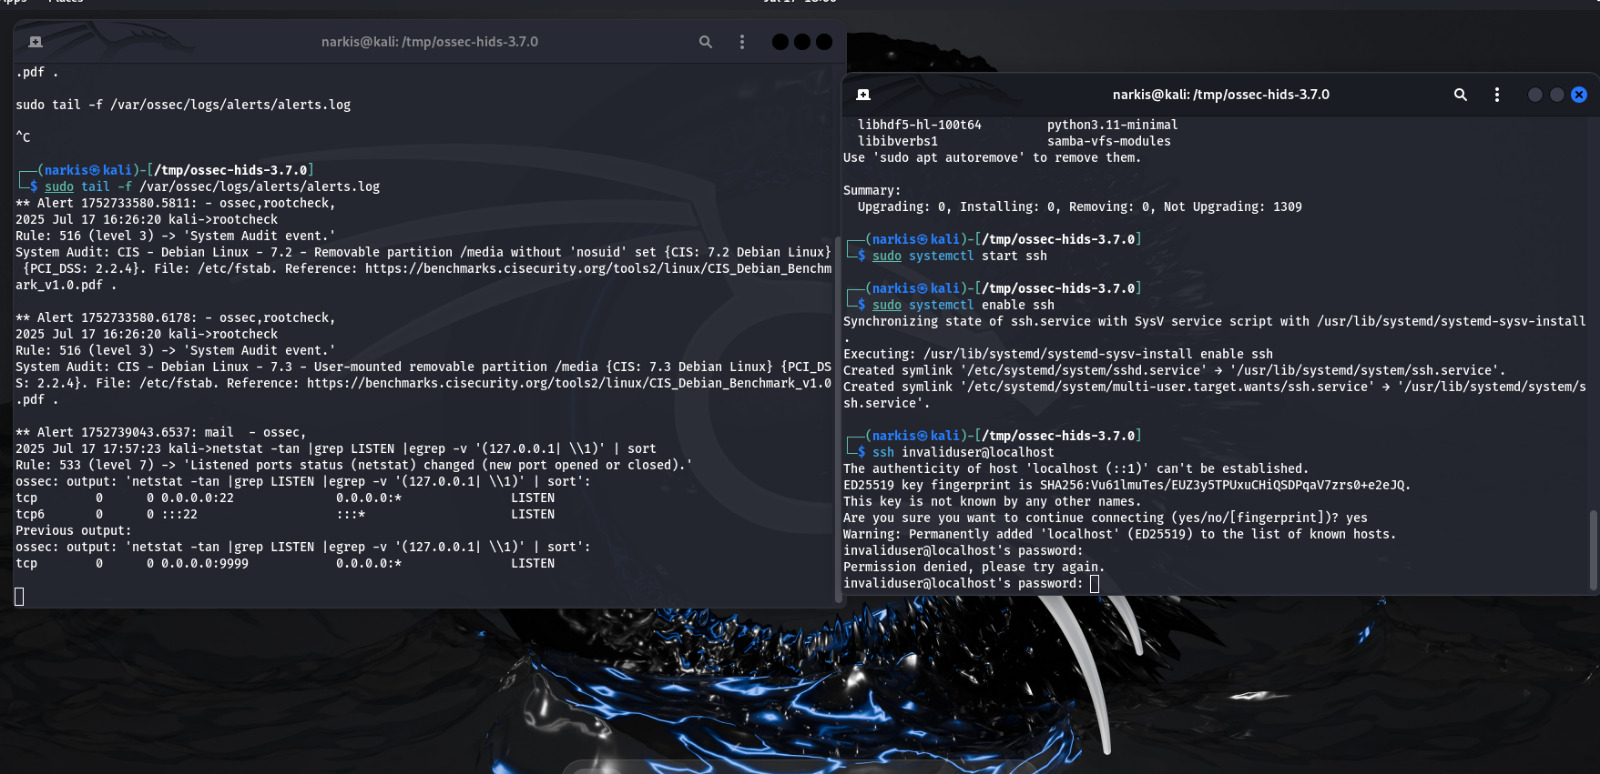 narkis@kali: /tmp/ossec-hids-3.7.0
.pdf .
sudo tail -f /var/ossec/logs/alerts/alerts.log
^C
┌──(narkis㉿kali)-[/tmp/ossec-hids-3.7.0]
└─$ sudo tail -f /var/ossec/logs/alerts/alerts.log
** Alert 1752733580.5811: - ossec,rootcheck,
2025 Jul 17 16:26:20 kali->rootcheck
Rule: 516 (level 3) -> 'System Audit event.'
System Audit: CIS - Debian Linux - 7.2 - Removable partition /media without 'nosuid' set {CIS: 7.2 Debian Linux}
 {PCI_DSS: 2.2.4}. File: /etc/fstab. Reference: https://benchmarks.cisecurity.org/tools2/linux/CIS_Debian_Benchm
ark_v1.0.pdf .
** Alert 1752733580.6178: - ossec,rootcheck,
2025 Jul 17 16:26:20 kali->rootcheck
Rule: 516 (level 3) -> 'System Audit event.'
System Audit: CIS - Debian Linux - 7.3 - User-mounted removable partition /media {CIS: 7.3 Debian Linux} {PCI_DS
S: 2.2.4}. File: /etc/fstab. Reference: https://benchmarks.cisecurity.org/tools2/linux/CIS_Debian_Benchmark_v1.0
.pdf .
** Alert 1752739043.6537: mail  - ossec,
2025 Jul 17 17:57:23 kali->netstat -tan |grep LISTEN |egrep -v '(127.0.0.1| \\1)' | sort
Rule: 533 (level 7) -> 'Listened ports status (netstat) changed (new port opened or closed).'
ossec: output: 'netstat -tan |grep LISTEN |egrep -v '(127.0.0.1| \\1)' | sort':
tcp        0      0 0.0.0.0:22              0.0.0.0:*               LISTEN
tcp6       0      0 :::22                   :::*                    LISTEN
Previous output:
ossec: output: 'netstat -tan |grep LISTEN |egrep -v '(127.0.0.1| \\1)' | sort':
tcp        0      0 0.0.0.0:9999            0.0.0.0:*               LISTEN
narkis@kali: /tmp/ossec-hids-3.7.0
  libhdf5-hl-100t64        python3.11-minimal
  libibverbs1              samba-vfs-modules
Use 'sudo apt autoremove' to remove them.
Summary:
  Upgrading: 0, Installing: 0, Removing: 0, Not Upgrading: 1309
┌──(narkis㉿kali)-[/tmp/ossec-hids-3.7.0]
└─$ sudo systemctl start ssh
┌──(narkis㉿kali)-[/tmp/ossec-hids-3.7.0]
└─$ sudo systemctl enable ssh
Synchronizing state of ssh.service with SysV service script with /usr/lib/systemd/systemd-sysv-install
.
Executing: /usr/lib/systemd/systemd-sysv-install enable ssh
Created symlink '/etc/systemd/system/sshd.service' → '/usr/lib/systemd/system/ssh.service'.
Created symlink '/etc/systemd/system/multi-user.target.wants/ssh.service' → '/usr/lib/systemd/system/s
sh.service'.
┌──(narkis㉿kali)-[/tmp/ossec-hids-3.7.0]
└─$ ssh invaliduser@localhost
The authenticity of host 'localhost (::1)' can't be established.
ED25519 key fingerprint is SHA256:Vu61lmuTes/EUZ3y5TPUxuCHiQSDPqaV7zrs0+e2eJQ.
This key is not known by any other names.
Are you sure you want to continue connecting (yes/no/[fingerprint])? yes
Warning: Permanently added 'localhost' (ED25519) to the list of known hosts.
invaliduser@localhost's password:
Permission denied, please try again.
invaliduser@localhost's password: